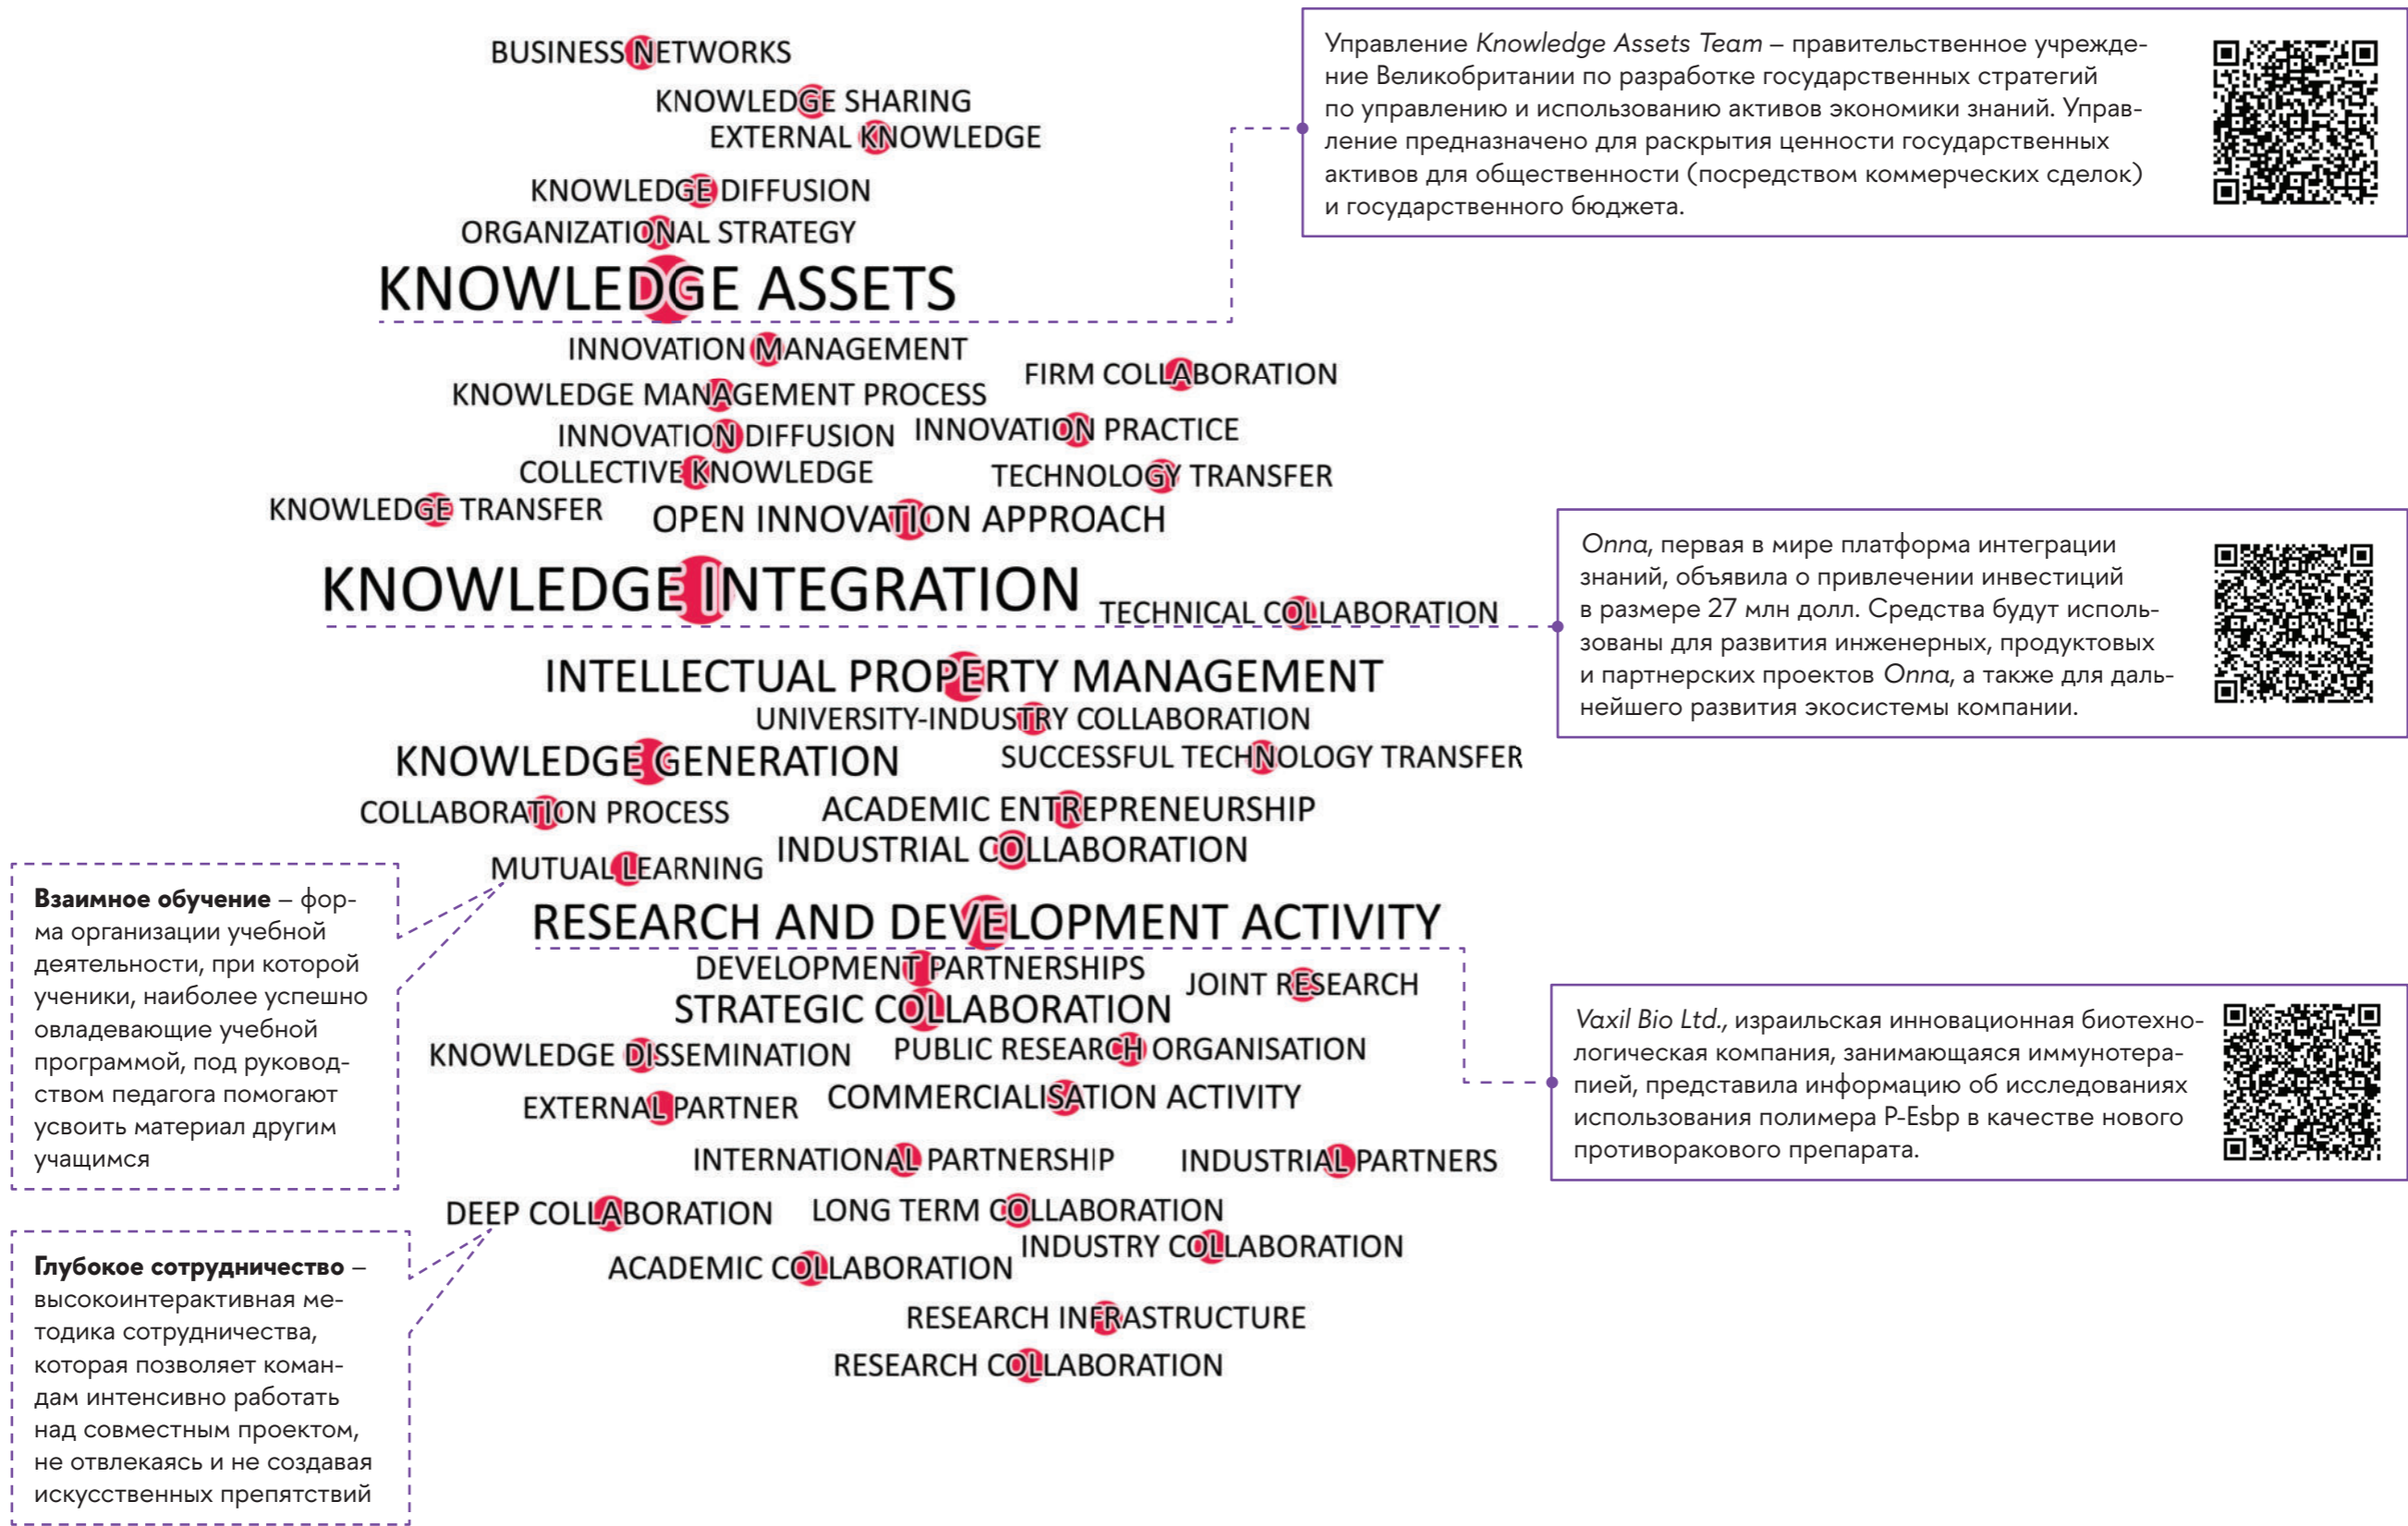 BUSINESS NETWORKS
KNOWLEDGE SHARING
EXTERNAL KNOWLEDGE
KNOWLEDGE DIFFUSION
ORGANIZATIONAL STRATEGY
KNOWLEDGE ASSETS
INNOVATION MANAGEMENT
FIRM COLLABORATION
KNOWLEDGE MANAGEMENT PROCESS
INNOVATION DIFFUSION
INNOVATION PRACTICE
COLLECTIVE KNOWLEDGE
TECHNOLOGY TRANSFER
KNOWLEDGE TRANSFER
OPEN INNOVATION APPROACH
KNOWLEDGE INTEGRATION
TECHNICAL COLLABORATION
INTELLECTUAL PROPERTY MANAGEMENT
UNIVERSITY-INDUSTRY COLLABORATION
KNOWLEDGE GENERATION
SUCCESSFUL TECHNOLOGY TRANSFER
COLLABORATION PROCESS
ACADEMIC ENTREPRENEURSHIP
INDUSTRIAL COLLABORATION
MUTUAL LEARNING
RESEARCH AND DEVELOPMENT ACTIVITY
DEVELOPMENT PARTNERSHIPS
JOINT RESEARCH
STRATEGIC COLLABORATION
KNOWLEDGE DISSEMINATION
PUBLIC RESEARCH ORGANISATION
EXTERNAL PARTNER
COMMERCIALISATION ACTIVITY
INTERNATIONAL PARTNERSHIP
INDUSTRIAL PARTNERS
DEEP COLLABORATION
LONG TERM COLLABORATION
INDUSTRY COLLABORATION
ACADEMIC COLLABORATION
RESEARCH INFRASTRUCTURE
RESEARCH COLLABORATION
Управление Knowledge Assets Team – правительственное учрежде-
ние Великобритании по разработке государственных стратегий
по управлению и использованию активов экономики знаний. Управ-
ление предназначено для раскрытия ценности государственных
активов для общественности (посредством коммерческих сделок)
и государственного бюджета.
Onna, первая в мире платформа интеграции
знаний, объявила о привлечении инвестиций
в размере 27 млн долл. Средства будут исполь-
зованы для развития инженерных, продуктовых
и партнерских проектов Onna, а также для даль-
нейшего развития экосистемы компании.
Vaxil Bio Ltd., израильская инновационная биотехно-
логическая компания, занимающаяся иммунотера-
пией, представила информацию об исследованиях
использования полимера P-Esbp в качестве нового
противоракового препарата.
Взаимное обучение – фор-
ма организации учебной
деятельности, при которой
ученики, наиболее успешно
овладевающие учебной
программой, под руковод-
ством педагога помогают
усвоить материал другим
учащимся
Глубокое сотрудничество –
высокоинтерактивная ме-
тодика сотрудничества,
которая позволяет коман-
дам интенсивно работать
над совместным проектом,
не отвлекаясь и не создавая
искусственных препятствий